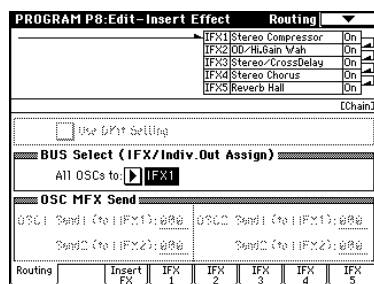 PROGRAM P8:Edit-Insert Effect Routing
IFX1 Stereo Compressor On
IFX2 OD/Hi.Gain Wah On
IFX3 Stereo/CrossDelay On
IFX4 Stereo Chorus On
IFX5 Reverb Hall On
[Chain]
Use DKit Setting
BUS Select (IFX/Indiv.Out Assign)
All OSCs to: IFX1
OSC MFX Send
OSC1 Send1 (to MFX1):000 OSC2 Send1 (to MFX1):000
Send2 (to MFX2):000 Send2 (to MFX2):000
Routing Insert FX IFX 1 IFX 2 IFX 3 IFX 4 IFX 5